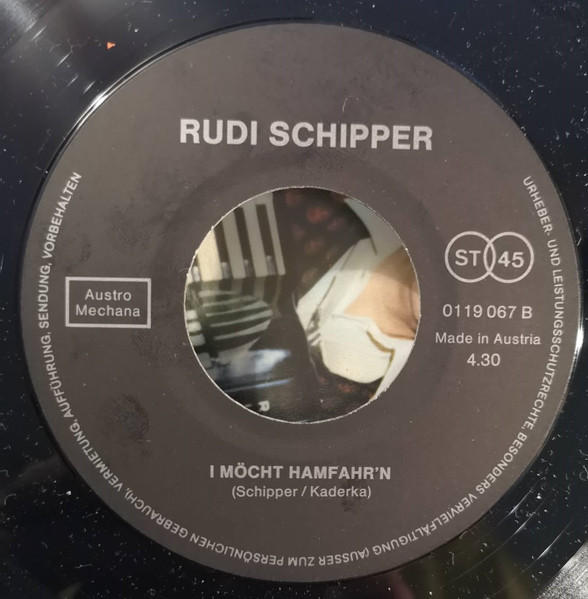 RUDI SCHIPPER
ST 45
0119 067 B
Made in Austria
4.30
Austro
Mechana
I MÖCHT HAMFAHR'N
(Schipper / Kaderka)
URHEBER- UND LEISTUNGSSCHUTZRECHTE, BESONDERS VERVIELFÄLTIGUNG (AUSSER ZUM PERSÖNLICHEN GEBRAUCH), VERMIETUNG, AUFFÜHRUNG, SENDUNG, VORBEHALTEN